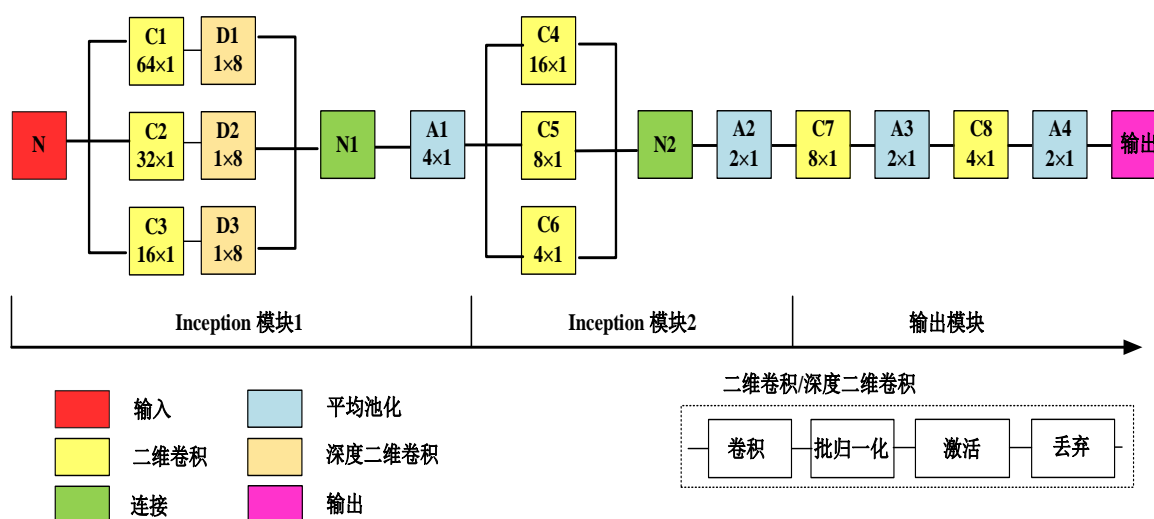 C1
64×1
D1
1×8
C4
16×1
N
C2
32×1
D2
1×8
N1
A1
4×1
C5
8×1
N2
A2
2×1
C7
8×1
A3
2×1
C8
4×1
A4
2×1
输出
C3
16×1
D3
1×8
C6
4×1
Inception 模块1
Inception 模块2
输出模块
二维卷积/深度二维卷积
输入
平均池化
卷积
批归一化
激活
丢弃
二维卷积
深度二维卷积
连接
输出